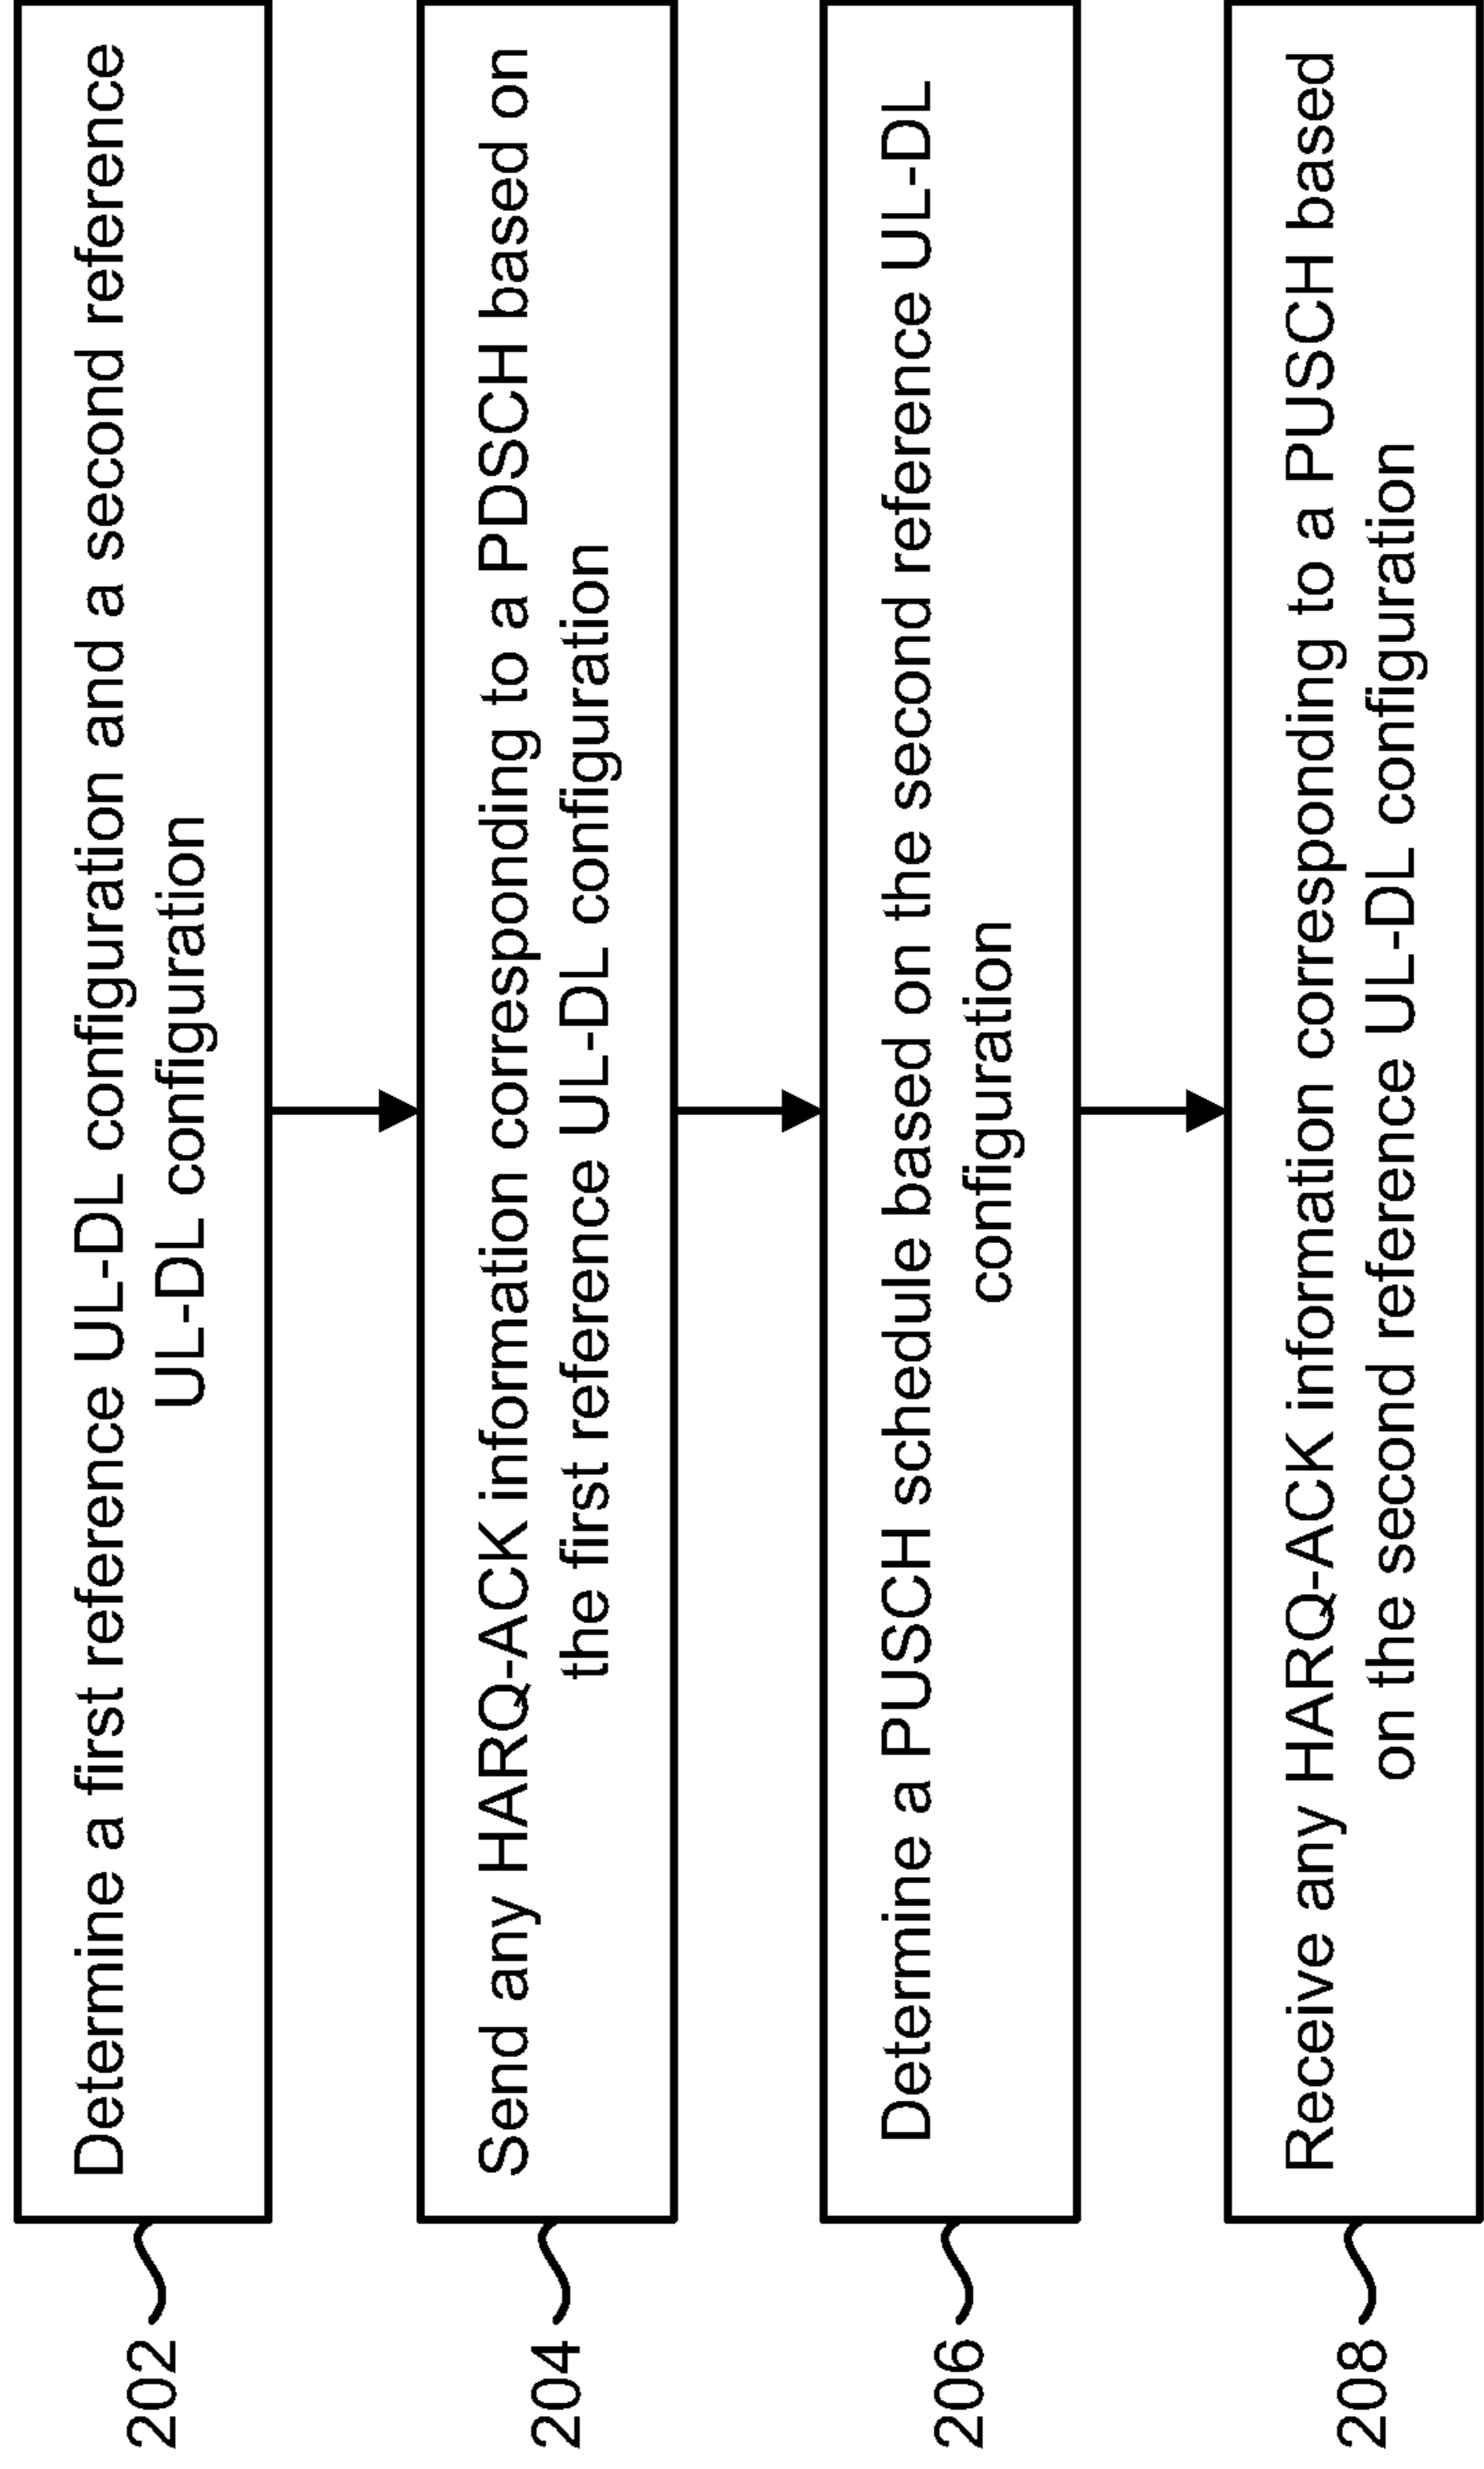 202
Determine a first reference UL-DL configuration and a second reference
UL-DL configuration
204
Send any HARQ-ACK information corresponding to a PDSCH based on
the first reference UL-DL configuration
206
Determine a PUSCH schedule based on the second reference UL-DL
configuration
208
Receive any HARQ-ACK information corresponding to a PUSCH based
on the second reference UL-DL configuration